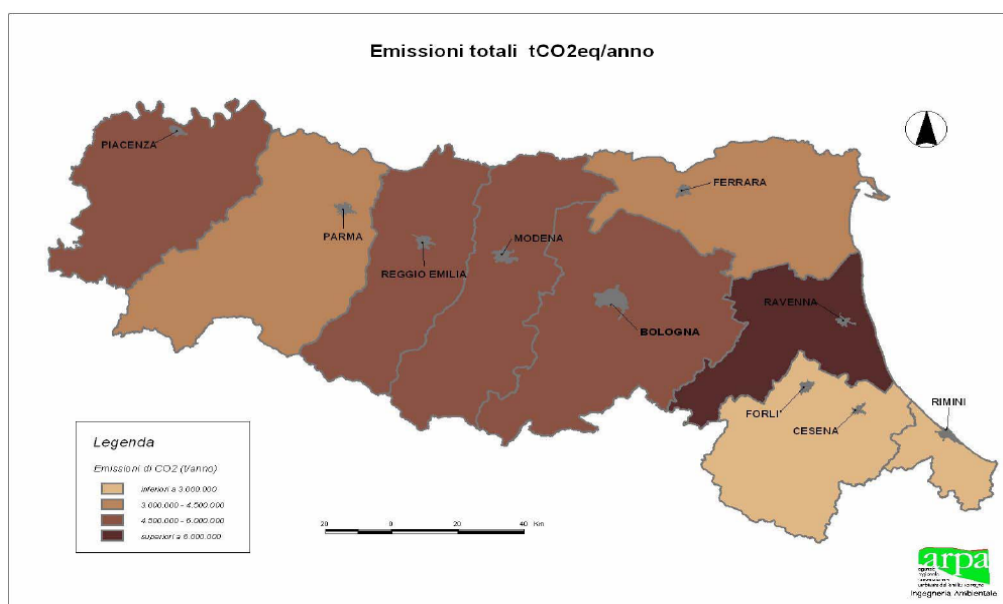 Emissioni totali tCO2eq/anno
PIACENZA
FERRARA
PARMA
MODENA
REGGIO EMILIA
RAVENNA
BOLOGNA
FORLI'
RIMINI
CESENA
Legenda
Emissioni di CO2 (t/anno)
inferiori a 3.000.000
3.000.000 - 4.500.000
4.500.000 - 6.000.000
superiori a 6.000.000
20 0 20 40 Km
arpa
Ingegneria Ambientale